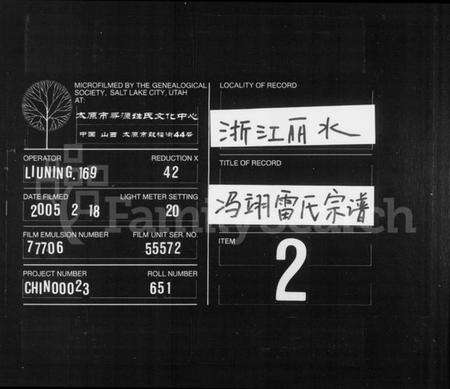 MICROFILMED BY THE GENEALOGICAL
SOCIETY, SALT LAKE CITY, UTAH
AT:
太原市寻源姓氏文化中心
中国 山西 太原市鼓楼街44号
OPERATOR
LIUNING,169
REDUCTION X
42
DATE FILMED
2005 2 18
LIGHT METER SETTING
20
FILM EMULSION NUMBER
77706
FILM UNIT SER. NO.
55572
PROJECT NUMBER
CHINO0023
ROLL NUMBER
651
LOCALITY OF RECORD
浙江丽水
TITLE OF RECORD
冯翊雷氏宗谱
ITEM
2
FamilySearch